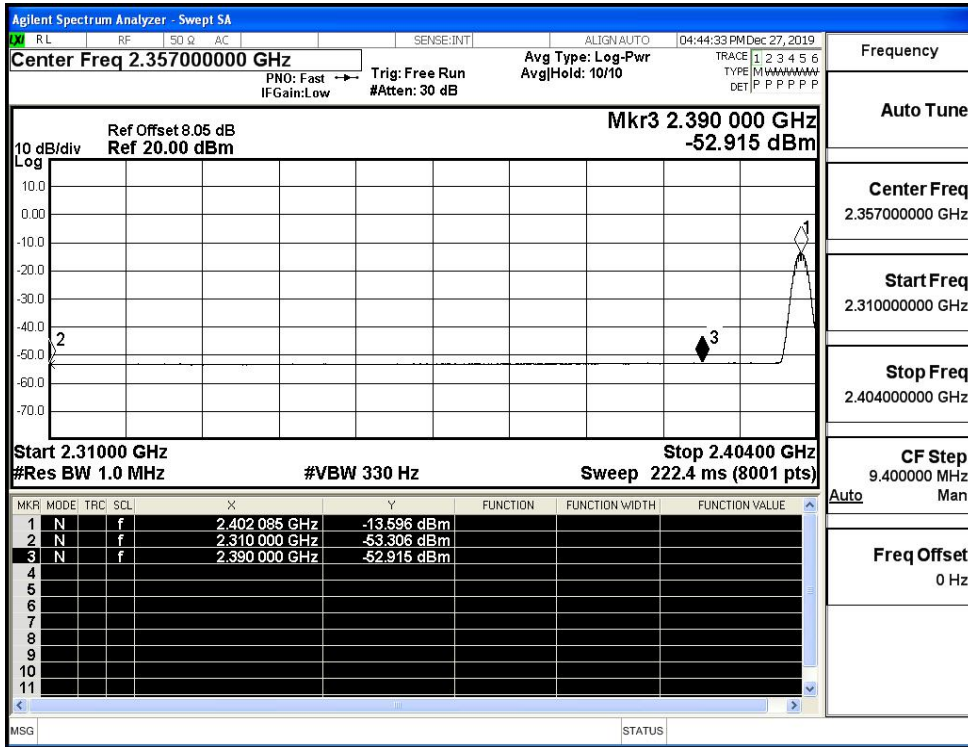 Agilent Spectrum Analyzer - Swept SA
LXI RL RF 50 Ω AC SENSE:INT ALIGN AUTO 04:44:33 PM Dec 27, 2019
Center Freq 2.357000000 GHz
PNO: Fast
IFGain:Low
Trig: Free Run
#Atten: 30 dB
Avg Type: Log-Pwr
Avg|Hold: 10/10
TRACE 1 2 3 4 5 6
TYPE M W W W W W
DET P P P P P P
Mkr3 2.390 000 GHz
-52.915 dBm
Ref Offset 8.05 dB
10 dB/div Ref 20.00 dBm
Log
10.0
0.00
-10.0
-20.0
-30.0
-40.0
-50.0
-60.0
-70.0
1
2
3
Start 2.31000 GHz Stop 2.40400 GHz
#Res BW 1.0 MHz #VBW 330 Hz Sweep 222.4 ms (8001 pts)
MKR MODE TRC SCL X Y FUNCTION FUNCTION WIDTH FUNCTION VALUE
1 N f 2.402 085 GHz -13.596 dBm
2 N f 2.310 000 GHz -53.306 dBm
3 N f 2.390 000 GHz -52.915 dBm
4
5
6
7
8
9
10
11
MSG STATUS
Frequency
Auto Tune
Center Freq
2.357000000 GHz
Start Freq
2.310000000 GHz
Stop Freq
2.404000000 GHz
CF Step
9.400000 MHz
Auto Man
Freq Offset
0 Hz